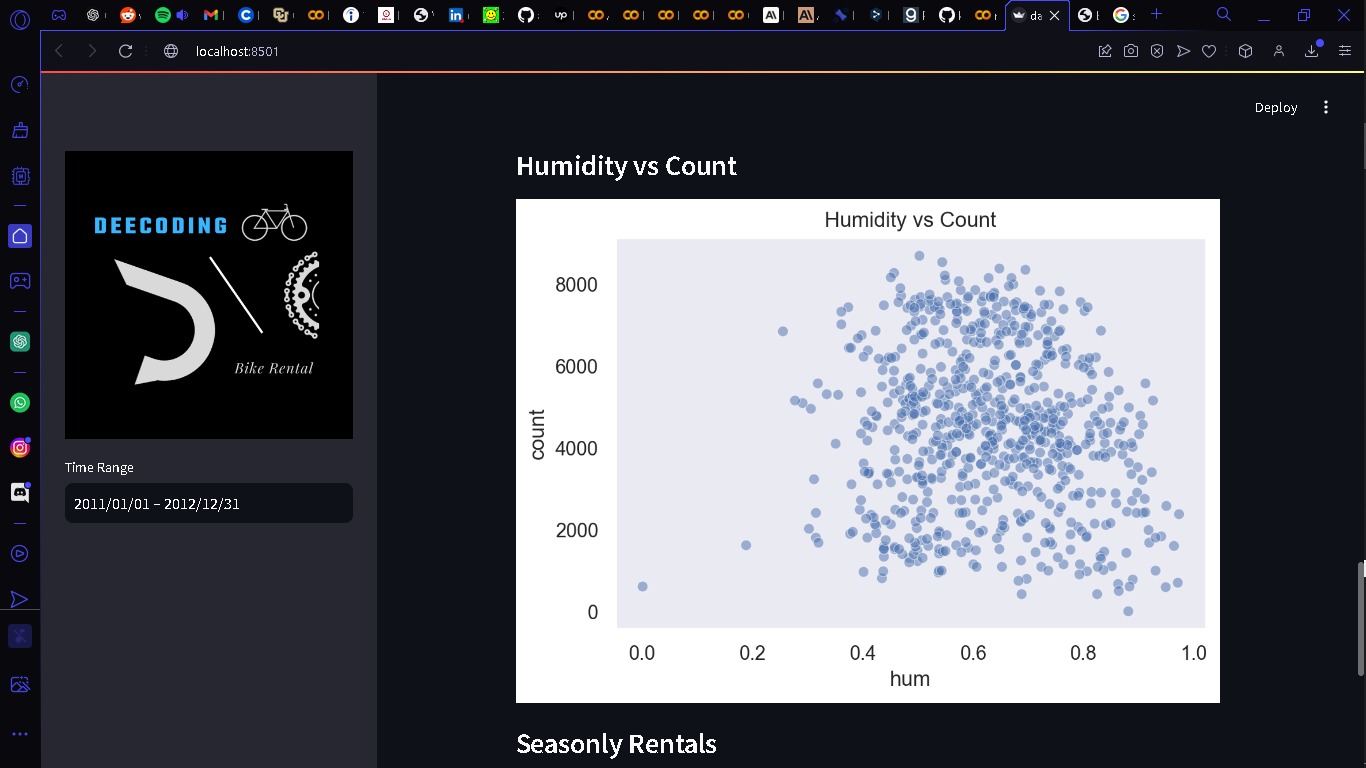 da
localhost:8501
Deploy
DEECODING
Bike Rental
Time Range
2011/01/01 – 2012/12/31
Humidity vs Count
Humidity vs Count
count
8000
6000
4000
2000
0
0.0 0.2 0.4 0.6 0.8 1.0
hum
Seasonly Rentals